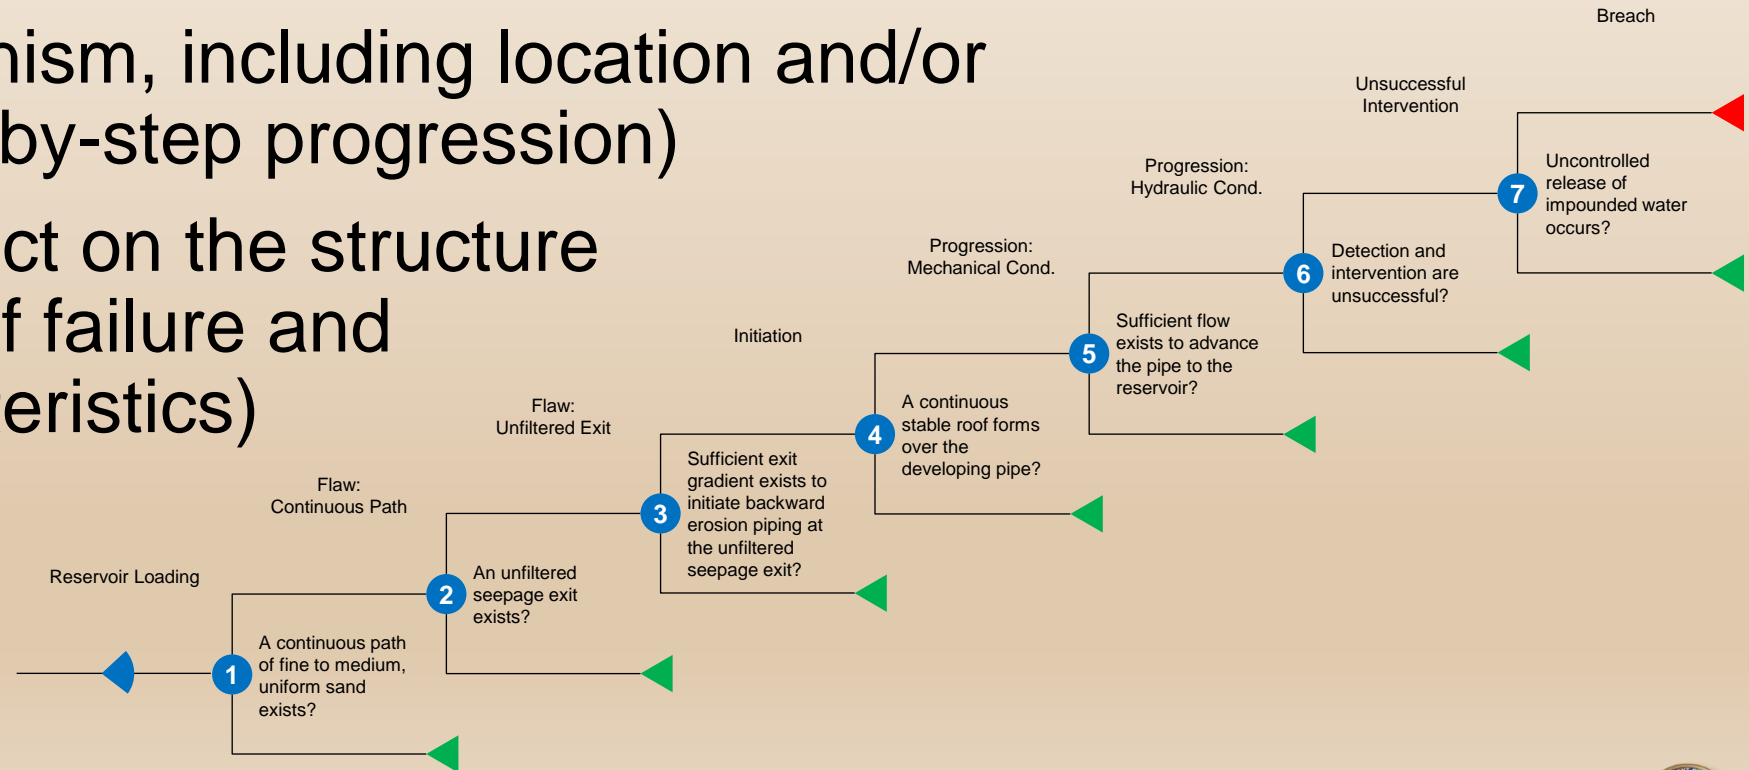 nism, including location and/or
by-step progression)
ct on the structure
f failure and
eristics)
Breach
Unsuccessful
Intervention
Progression:
Hydraulic Cond.
Progression:
Mechanical Cond.
Initiation
Flaw:
Unfiltered Exit
Flaw:
Continuous Path
Reservoir Loading
1
A continuous path
of fine to medium,
uniform sand
exists?
2
An unfiltered
seepage exit
exists?
3
Sufficient exit
gradient exists to
initiate backward
erosion piping at
the unfiltered
seepage exit?
4
A continuous
stable roof forms
over the
developing pipe?
5
Sufficient flow
exists to advance
the pipe to the
reservoir?
6
Detection and
intervention are
unsuccessful?
7
Uncontrolled
release of
impounded water
occurs?